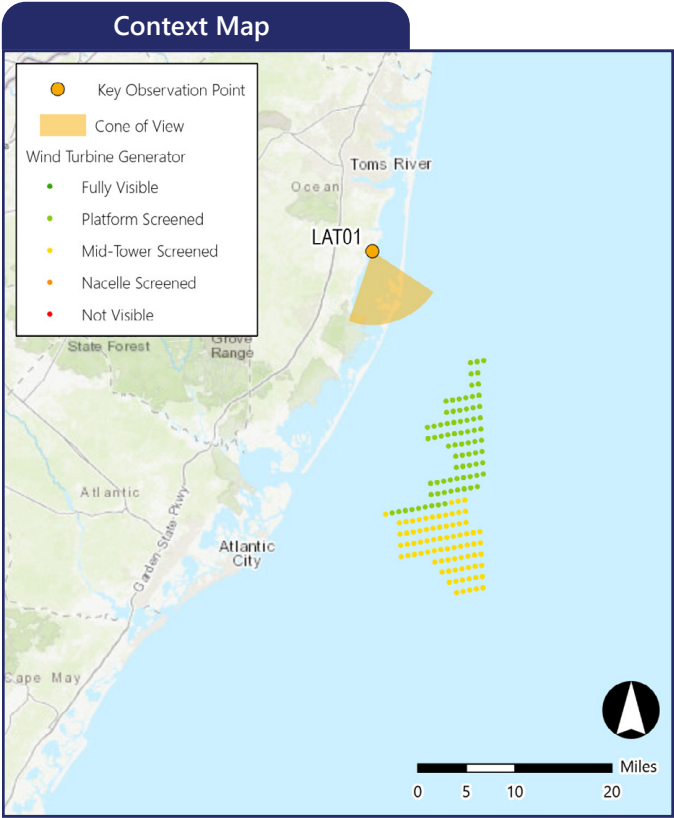 Context Map
Key Observation Point
Cone of View
Wind Turbine Generator
Fully Visible
Platform Screened
Mid-Tower Screened
Nacelle Screened
Not Visible
Toms River
Ocean
LAT01
State Forest
Grove
Range
Atlantic
Garden State Pkwy
Atlantic
City
Cape May
Miles
0 5 10 20